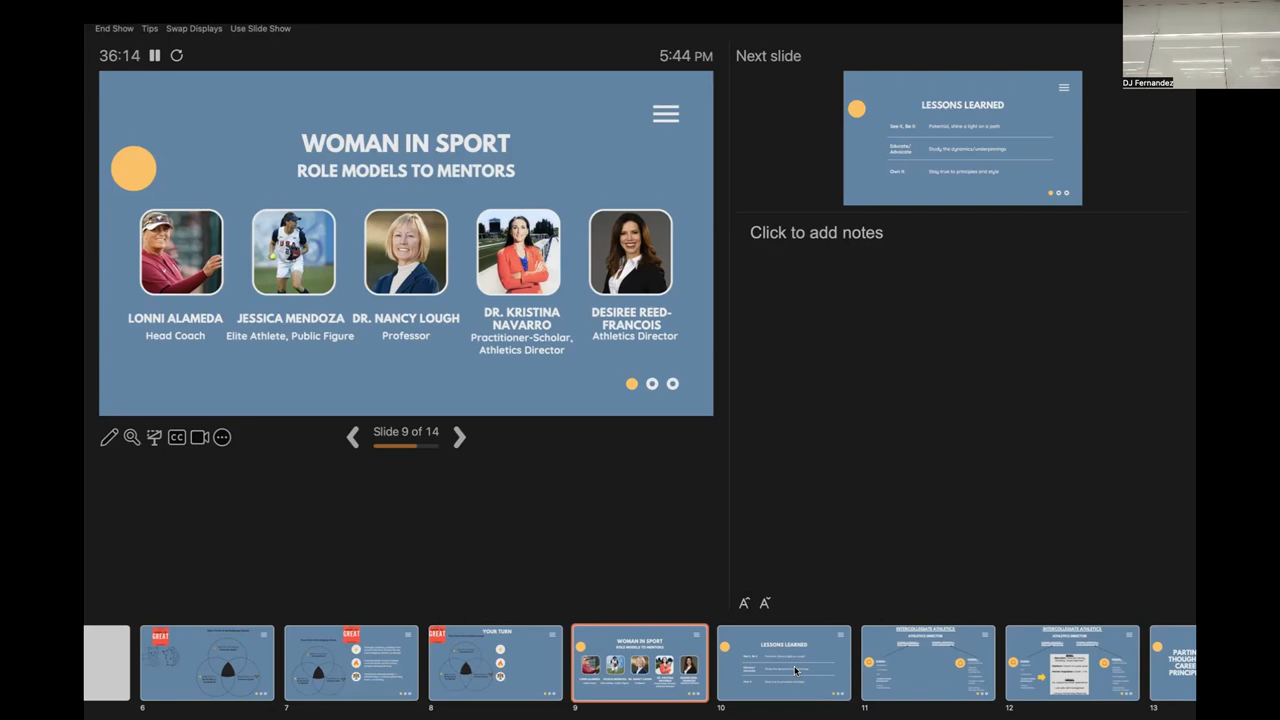 End Show Tips Swap Displays Use Slide Show
36:14
5:44 PM
Next slide
DJ Fernandez
WOMAN IN SPORT
ROLE MODELS TO MENTORS
LONNI ALAMEDA
Head Coach
JESSICA MENDOZA
Elite Athlete, Public Figure
DR. NANCY LOUGH
Professor
DR. KRISTINA
NAVARRO
Practitioner-Scholar,
Athletics Director
DESIREE REED-
FRANCOIS
Athletics Director
LESSONS LEARNED
See It, Be It Potential, shine a light on a path
Educate/
Advocate
Study the dynamics/underpinnings
Own It Stay true to principles and style
Click to add notes
CC
Slide 9 of 14
GREAT
6
GREAT
7
GREAT
YOUR TURN
8
WOMAN IN SPORT
ROLE MODELS TO MENTORS
9
LESSONS LEARNED
10
INTERCOLLEGIATE ATHLETICS
ATHLETICS DIRECTOR
11
INTERCOLLEGIATE ATHLETICS
ATHLETICS DIRECTOR
12
13